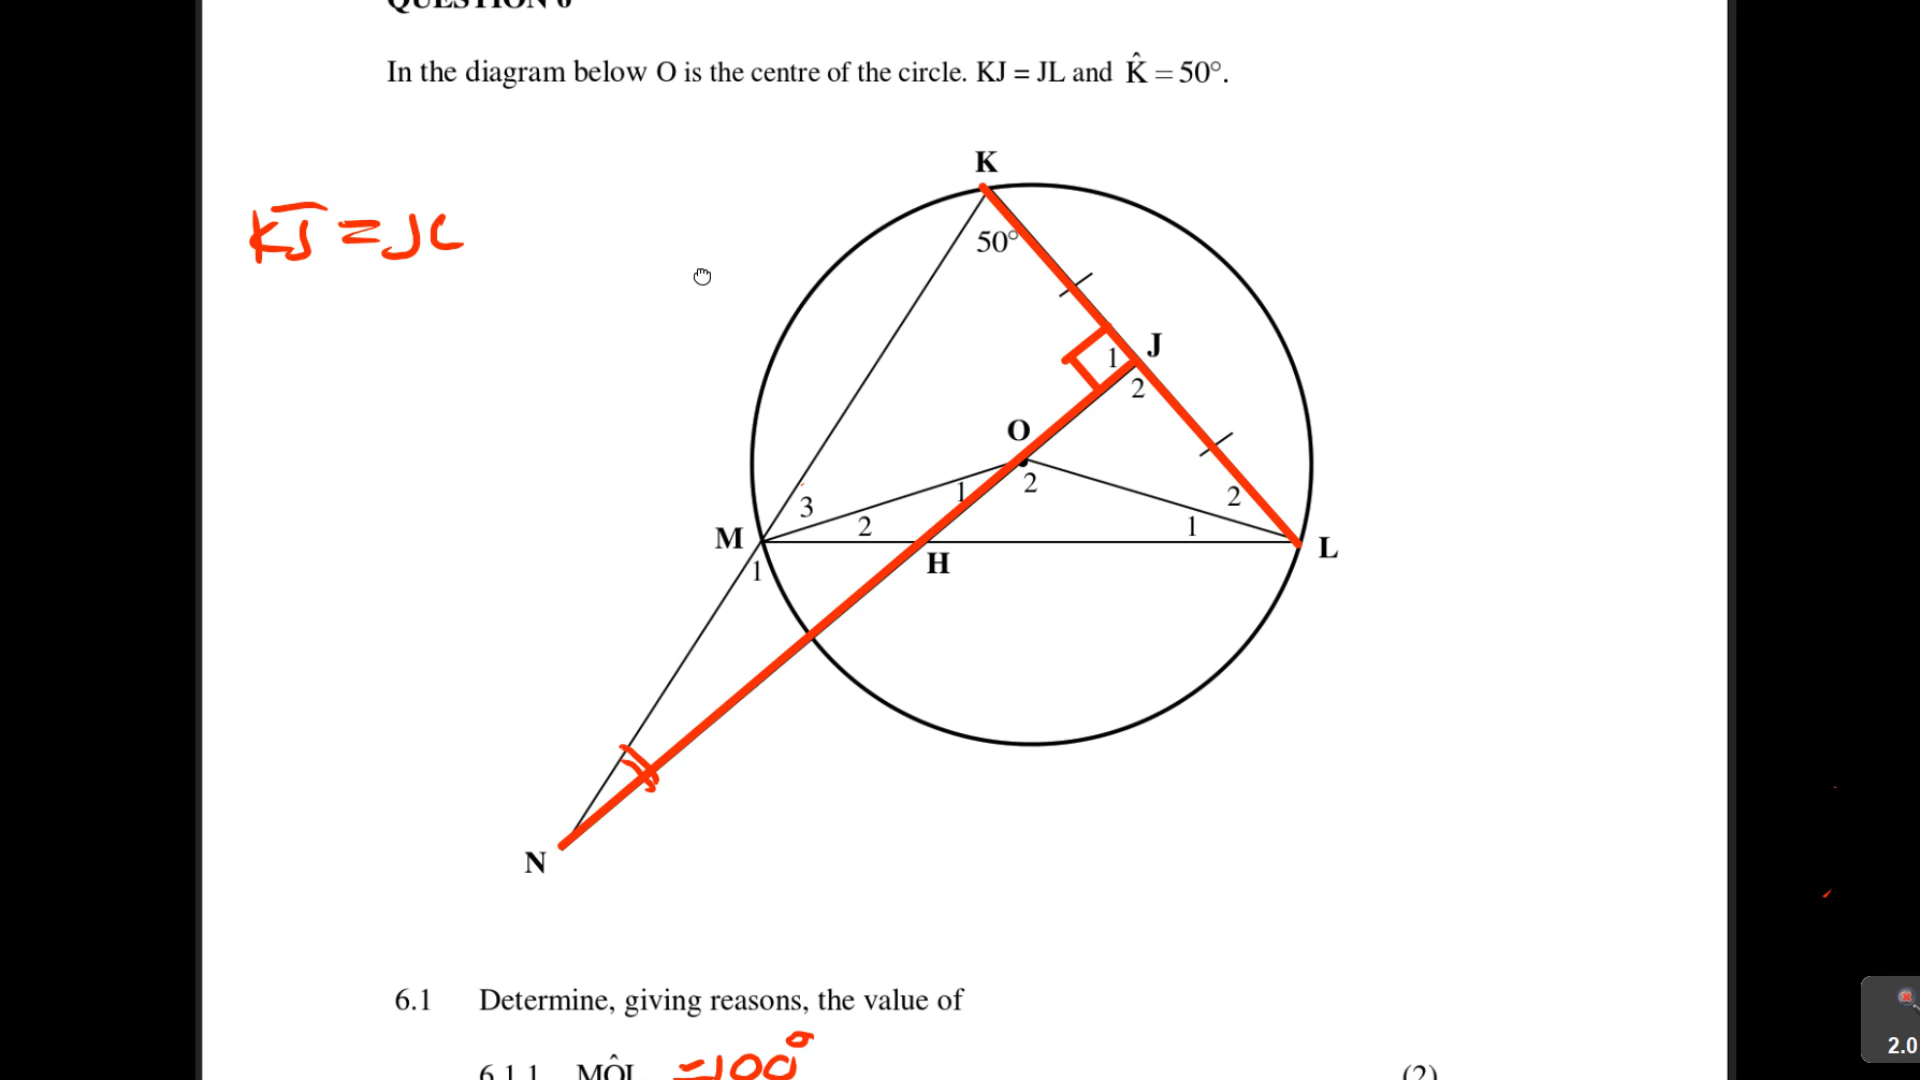 QUESTION 6
In the diagram below O is the centre of the circle. KJ = JL and K̂ = 50°.
K
KJ = JL
50°
J
1
2
O
1
2
3
2
2
1
M
L
H
1
N
6.1 Determine, giving reasons, the value of
6.1.1 MÔL =100° (2)
2.0